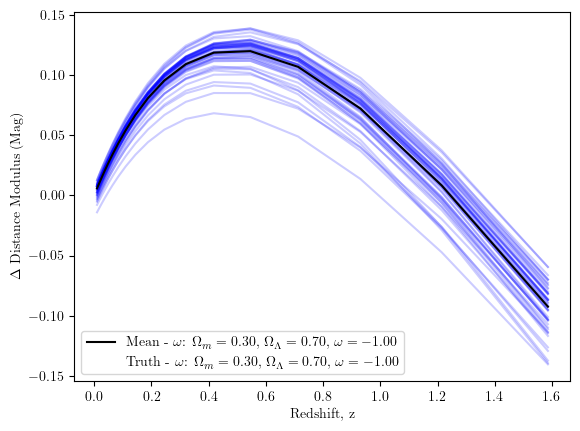 0.15
0.10
0.05
0.00
−0.05
−0.10
−0.15
Δ Distance Modulus (Mag)
Mean - ω: Ωₘ = 0.30, Ω_Λ = 0.70, ω = −1.00
Truth - ω: Ωₘ = 0.30, Ω_Λ = 0.70, ω = −1.00
0.0 0.2 0.4 0.6 0.8 1.0 1.2 1.4 1.6
Redshift, z